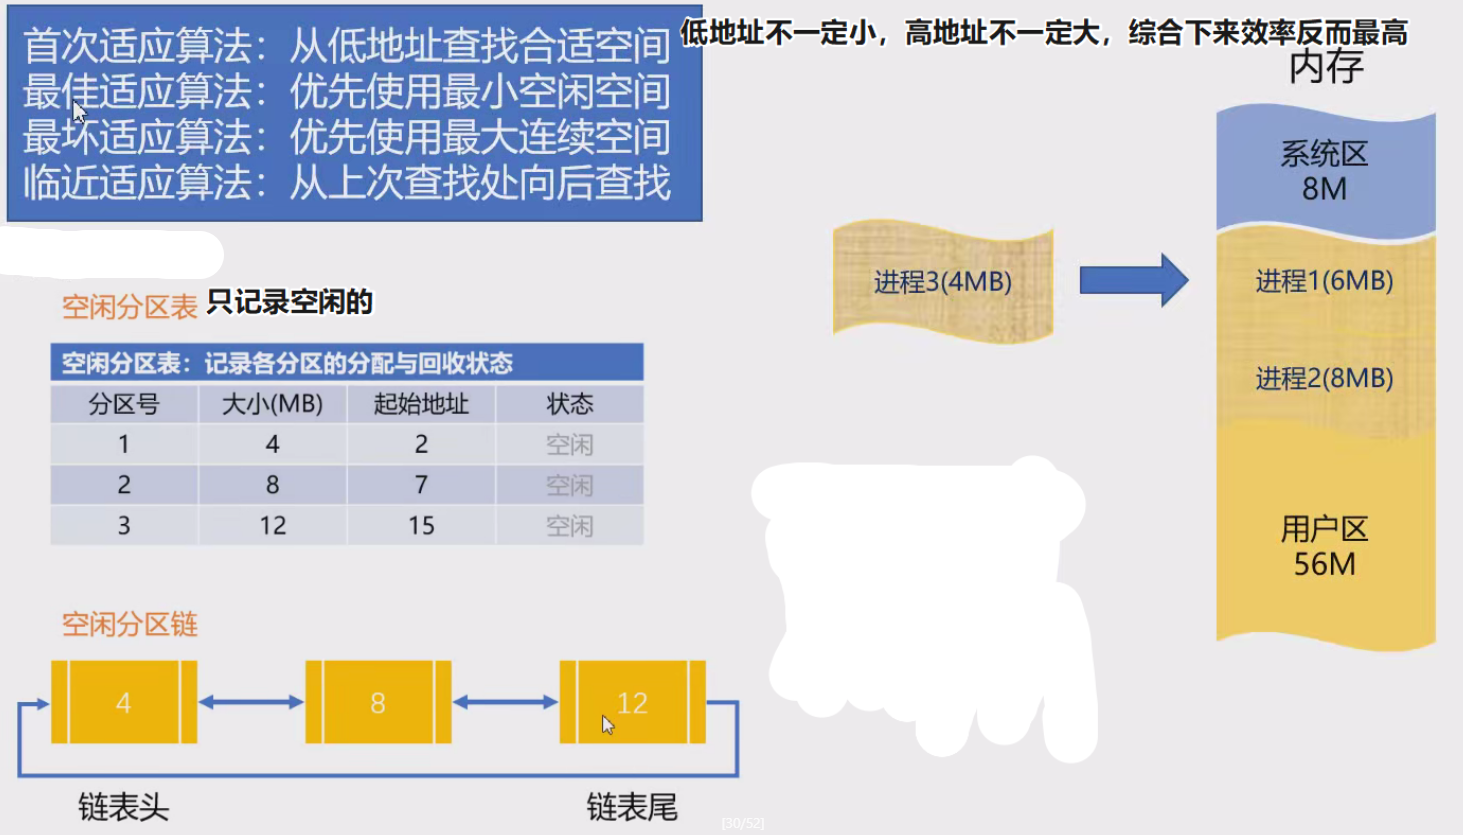 首次适应算法：从低地址查找合适空间
最佳适应算法：优先使用最小空闲空间
最坏适应算法：优先使用最大连续空间
临近适应算法：从上次查找处向后查找
低地址不一定小，高地址不一定大，综合下来效率反而最高
内存
系统区
8M
进程3(4MB)
进程1(6MB)
进程2(8MB)
用户区
56M
空闲分区表 只记录空闲的
空闲分区表：记录各分区的分配与回收状态
分区号 大小(MB) 起始地址 状态
1 4 2 空闲
2 8 7 空闲
3 12 15 空闲
空闲分区链
4 8 12
链表头 链表尾
[30/52]